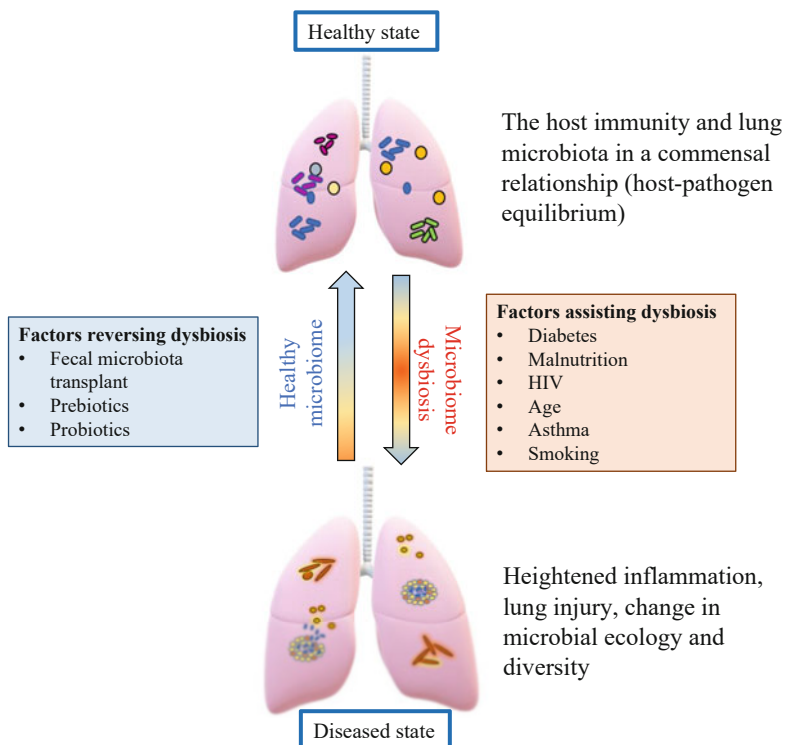 Healthy state
The host immunity and lung
microbiota in a commensal
relationship (host-pathogen
equilibrium)
Factors reversing dysbiosis
• Fecal microbiota
transplant
• Prebiotics
• Probiotics
Healthy
microbiome
Microbiome
dysbiosis
Factors assisting dysbiosis
• Diabetes
• Malnutrition
• HIV
• Age
• Asthma
• Smoking
Heightened inflammation,
lung injury, change in
microbial ecology and
diversity
Diseased state